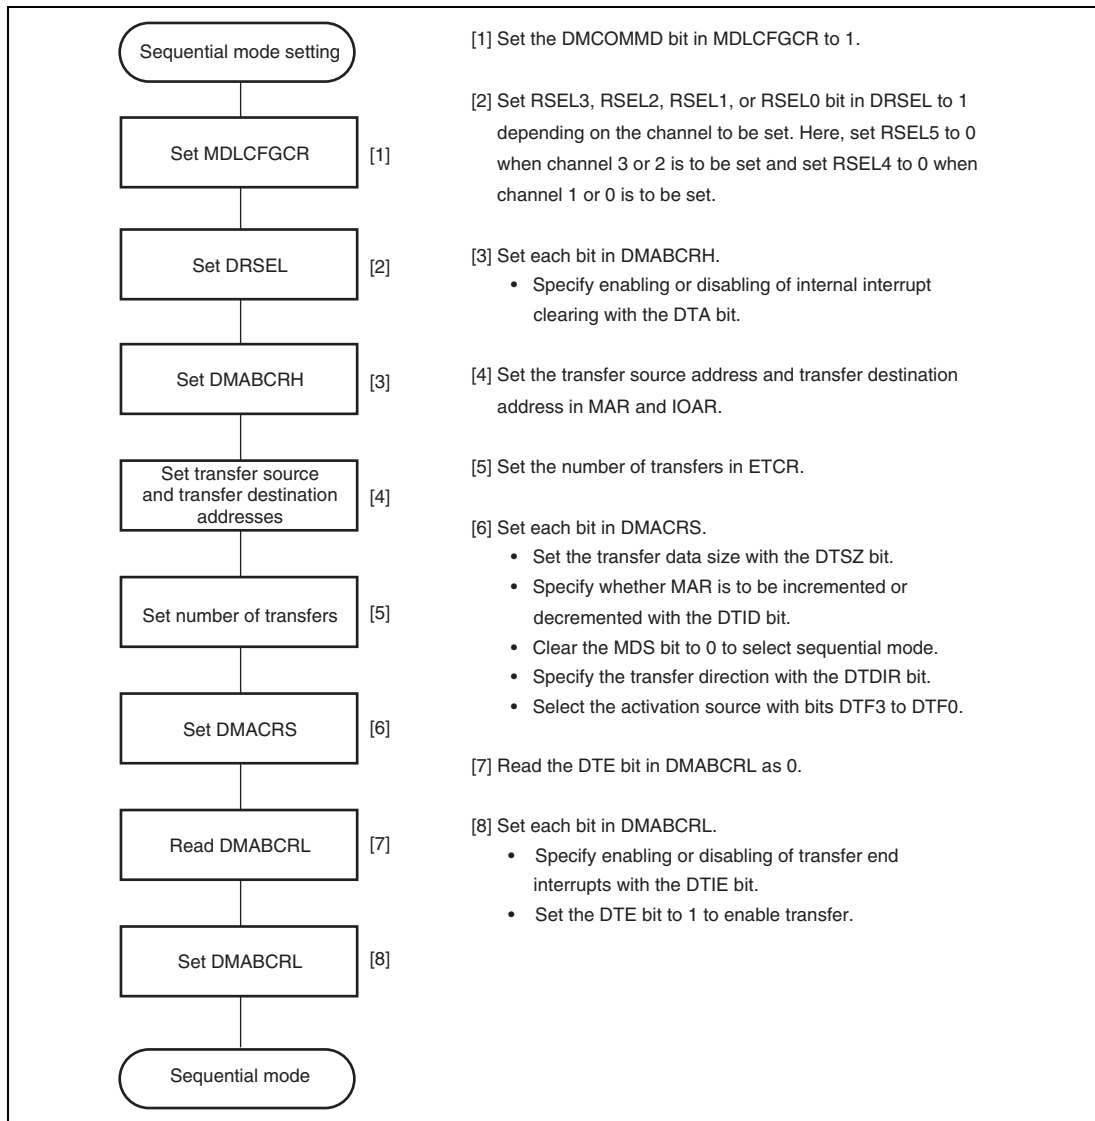 Sequential mode setting
Set MDLCFGCR
[1]
Set DRSEL
[2]
Set DMABCRH
[3]
Set transfer source
and transfer destination
addresses
[4]
Set number of transfers
[5]
Set DMACRS
[6]
Read DMABCRL
[7]
Set DMABCRL
[8]
Sequential mode
[1] Set the DMCOMMD bit in MDLCFGCR to 1.
[2] Set RSEL3, RSEL2, RSEL1, or RSEL0 bit in DRSEL to 1
depending on the channel to be set. Here, set RSEL5 to 0
when channel 3 or 2 is to be set and set RSEL4 to 0 when
channel 1 or 0 is to be set.
[3] Set each bit in DMABCRH.
• Specify enabling or disabling of internal interrupt
clearing with the DTA bit.
[4] Set the transfer source address and transfer destination
address in MAR and IOAR.
[5] Set the number of transfers in ETCR.
[6] Set each bit in DMACRS.
• Set the transfer data size with the DTSZ bit.
• Specify whether MAR is to be incremented or
decremented with the DTID bit.
• Clear the MDS bit to 0 to select sequential mode.
• Specify the transfer direction with the DTDIR bit.
• Select the activation source with bits DTF3 to DTF0.
[7] Read the DTE bit in DMABCRL as 0.
[8] Set each bit in DMABCRL.
• Specify enabling or disabling of transfer end
interrupts with the DTIE bit.
• Set the DTE bit to 1 to enable transfer.